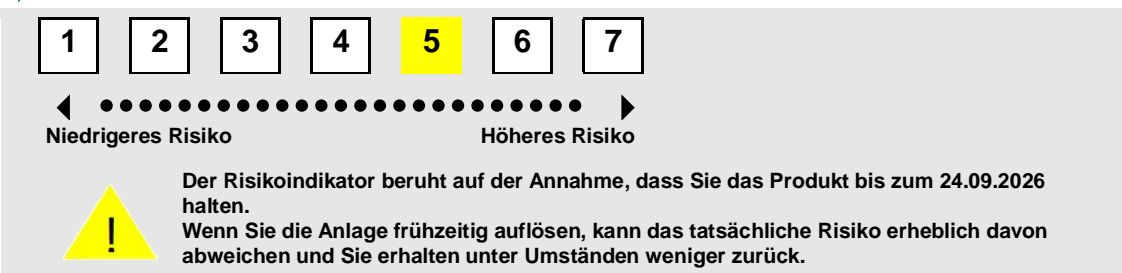 1 2 3 4 5 6 7
Niedrigeres Risiko Höheres Risiko
Der Risikoindikator beruht auf der Annahme, dass Sie das Produkt bis zum 24.09.2026
halten.
Wenn Sie die Anlage frühzeitig auflösen, kann das tatsächliche Risiko erheblich davon
! abweichen und Sie erhalten unter Umständen weniger zurück.